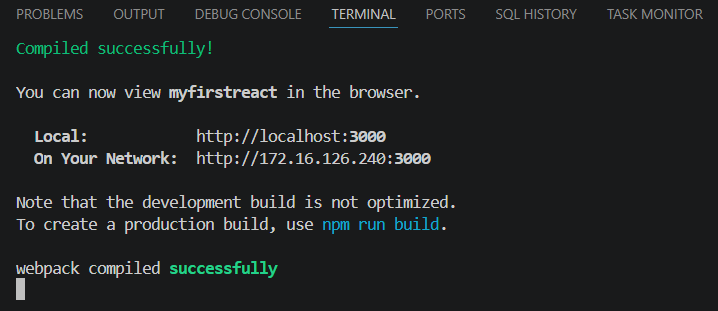 PROBLEMS OUTPUT DEBUG CONSOLE TERMINAL PORTS SQL HISTORY TASK MONITOR
Compiled successfully!
You can now view myfirstreact in the browser.
Local: http://localhost:3000
On Your Network: http://172.16.126.240:3000
Note that the development build is not optimized.
To create a production build, use npm run build.
webpack compiled successfully